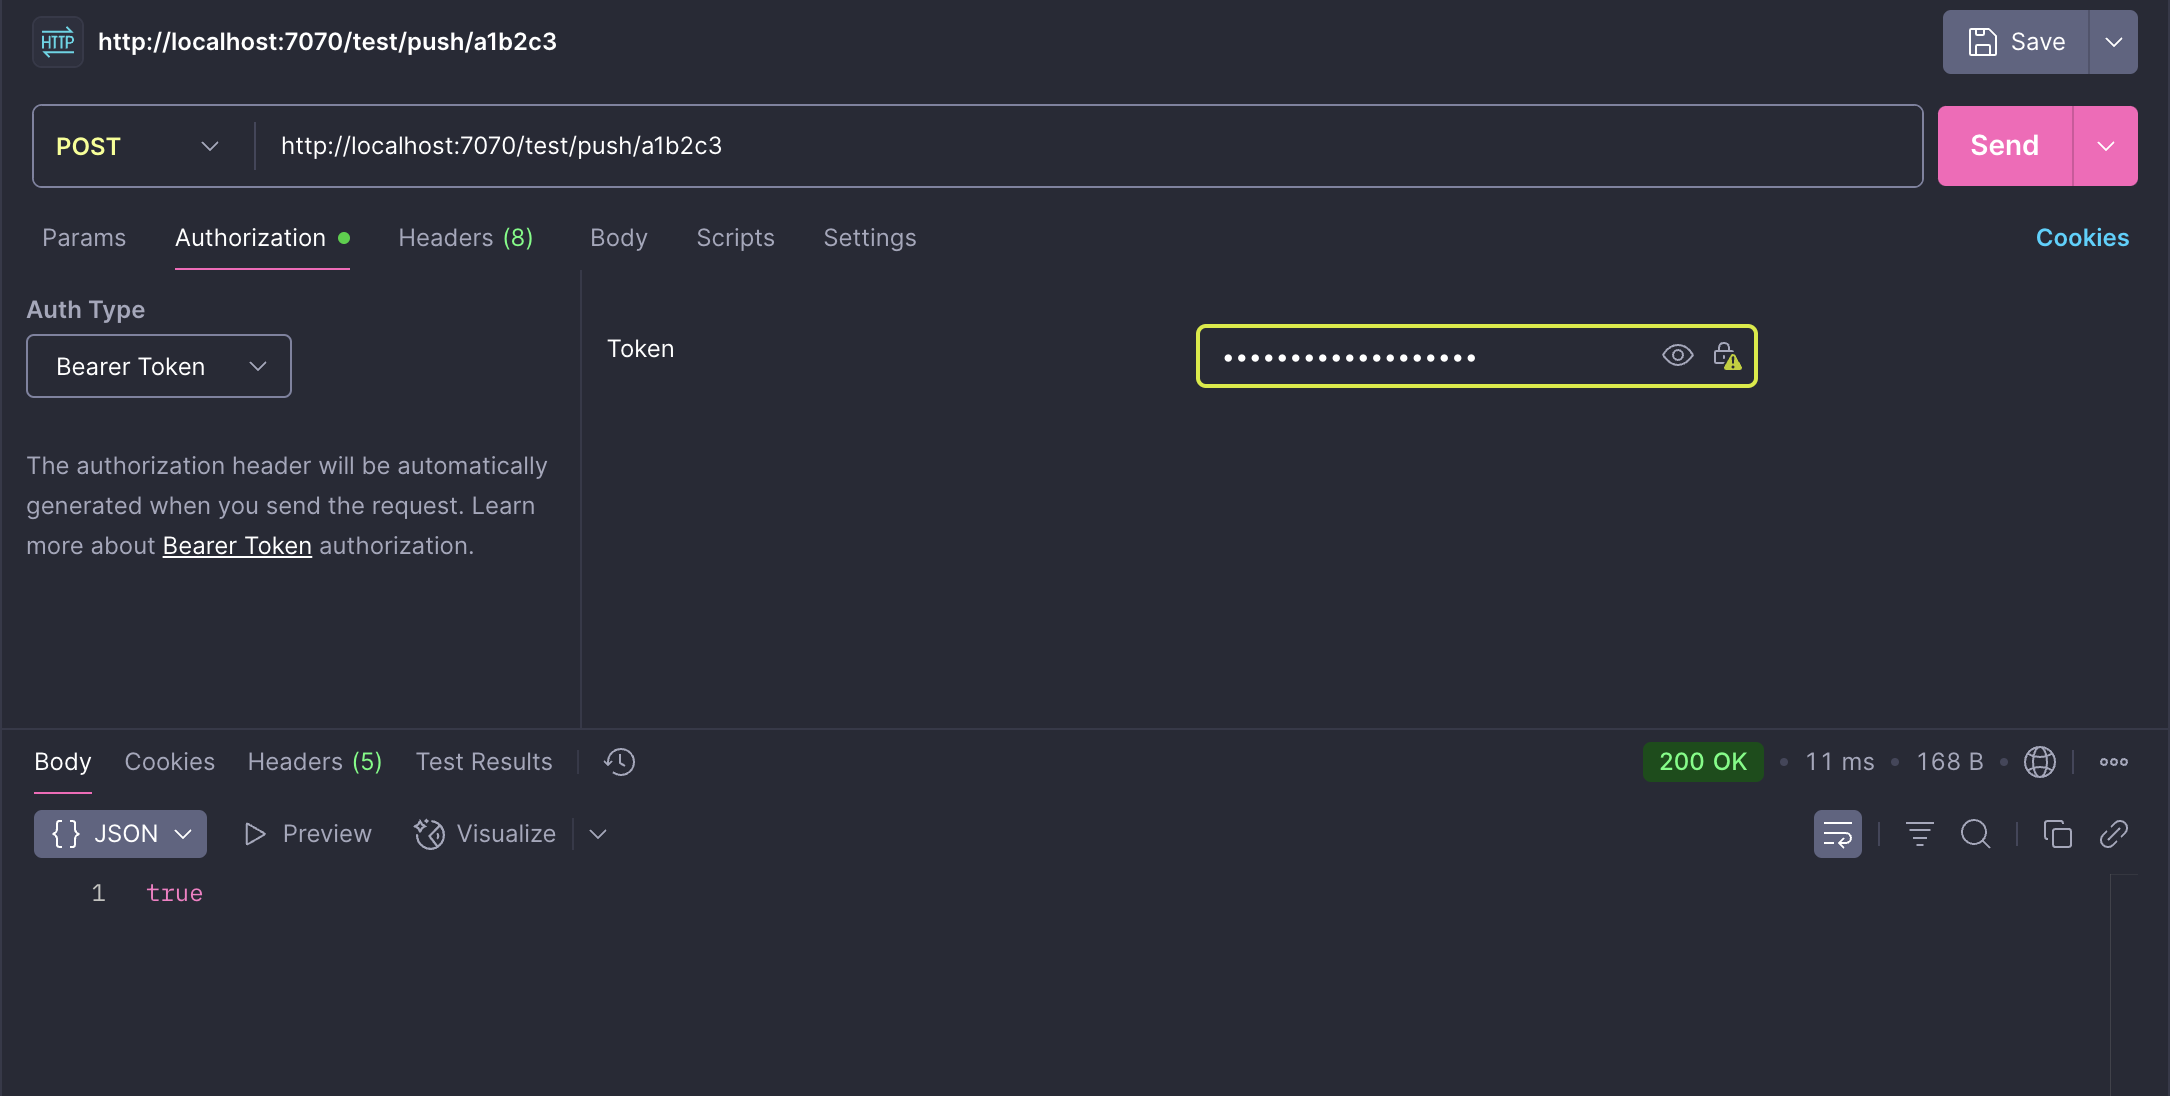 HTTP http://localhost:7070/test/push/a1b2c3 Save
POST http://localhost:7070/test/push/a1b2c3 Send
Params Authorization Headers (8) Body Scripts Settings Cookies
Auth Type
Bearer Token
Token •••••••••••••••••••
The authorization header will be automatically
generated when you send the request. Learn
more about Bearer Token authorization.
Body Cookies Headers (5) Test Results 200 OK • 11 ms • 168 B
{} JSON Preview Visualize
1 true